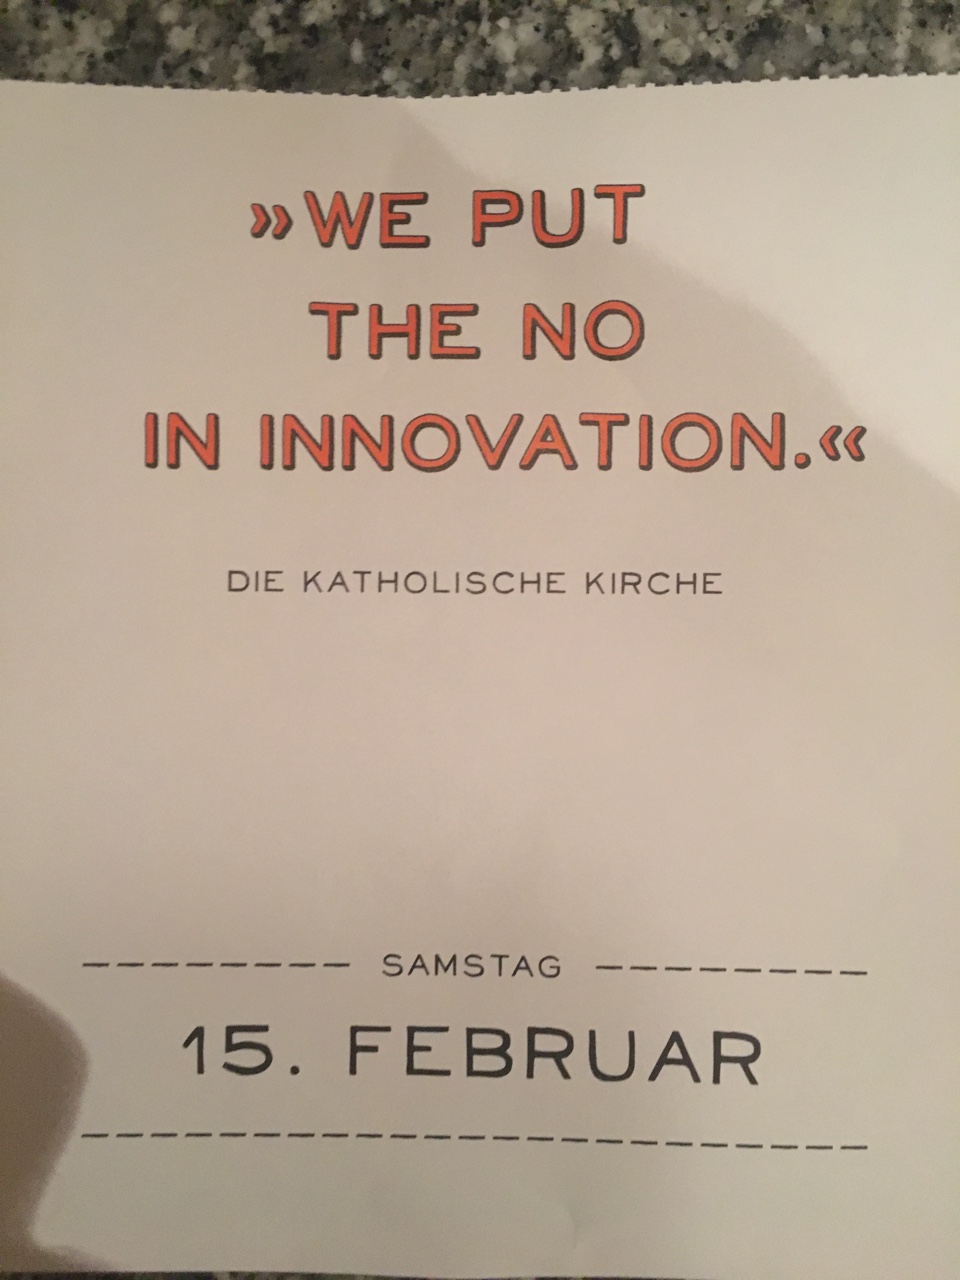 »WE PUT
THE NO
IN INNOVATION.«
DIE KATHOLISCHE KIRCHE
SAMSTAG
15. FEBRUAR